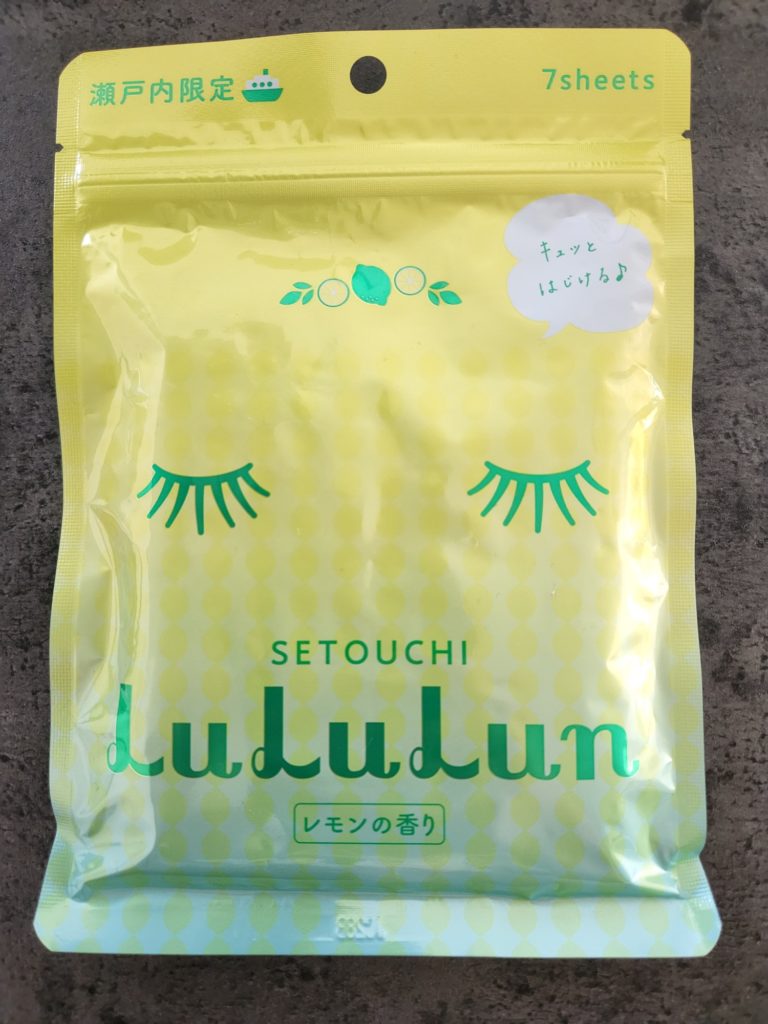 瀬戸内限定
7sheets
キュッと
はじける♪
SETOUCHI
LuLuLun
レモンの香り